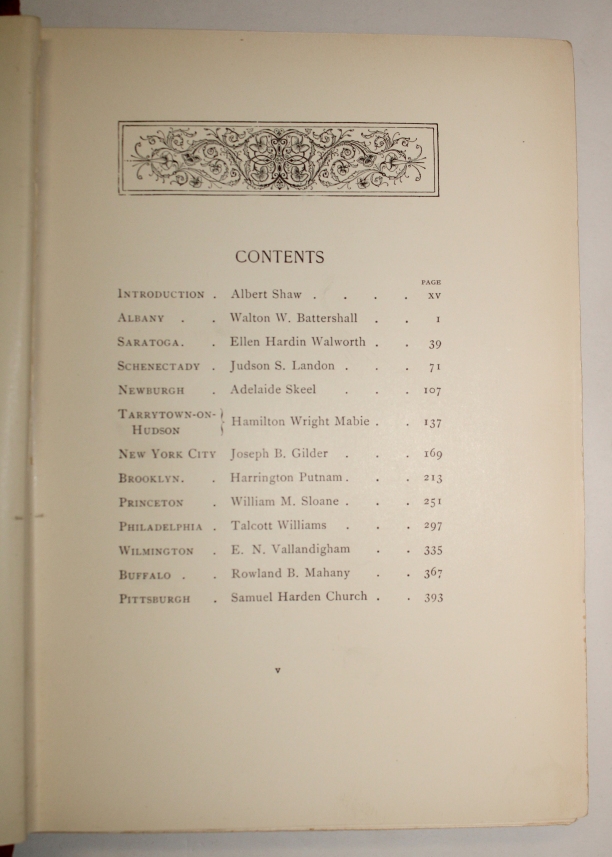 CONTENTS
PAGE
INTRODUCTION . Albert Shaw . . . . XV
ALBANY . . Walton W. Battershall . . 1
SARATOGA. . Ellen Hardin Walworth . . 39
SCHENECTADY . Judson S. Landon . . . 71
NEWBURGH . Adelaide Skeel . . . 107
TARRYTOWN-ON-
HUDSON } Hamilton Wright Mabie . . 137
NEW YORK CITY Joseph B. Gilder . . . 169
BROOKLYN. . Harrington Putnam . . . 213
PRINCETON . William M. Sloane . . . 251
PHILADELPHIA . Talcott Williams . . . 297
WILMINGTON . E. N. Vallandigham . . 335
BUFFALO . . Rowland B. Mahany . . 367
PITTSBURGH . Samuel Harden Church . . 393
v